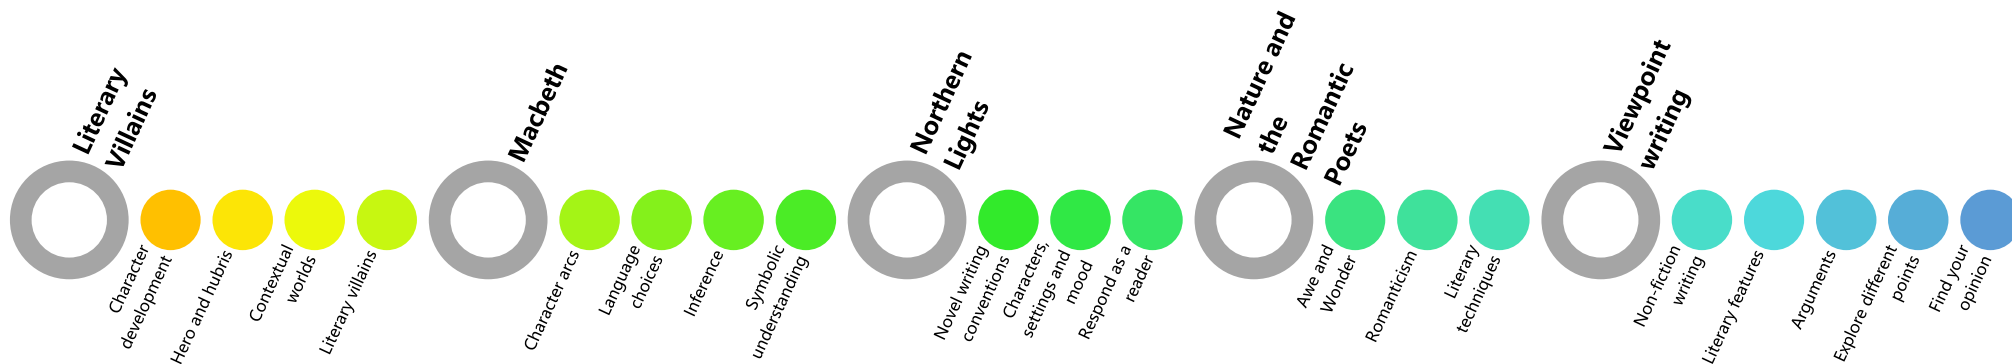 Literary
Villains
Character
development
Hero and hubris
Contextual
worlds
Literary villains
Macbeth
Character arcs
Language
choices
Inference
Symbolic
understanding
Northern
Lights
Novel writing
conventions
Characters,
settings and
mood
Respond as a
reader
Nature and
the
Romantic
Poets
Awe and
Wonder
Romanticism
Literary
techniques
Viewpoint
writing
Non-fiction
writing
Literary features
Arguments
Explore different
points
Find your
opinion